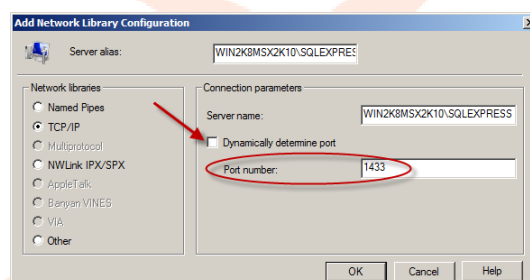 Add Network Library Configuration
Server alias: WIN2K8MSX2K10\SQLEXPRES
Network libraries
Named Pipes
TCP/IP
Multiprotocol
NWLink IPX/SPX
AppleTalk
Banyan VINES
VIA
Other
Connection parameters
Server name: WIN2K8MSX2K10\SQLEXPRESS
Dynamically determine port
Port number: 1433
OK Cancel Help